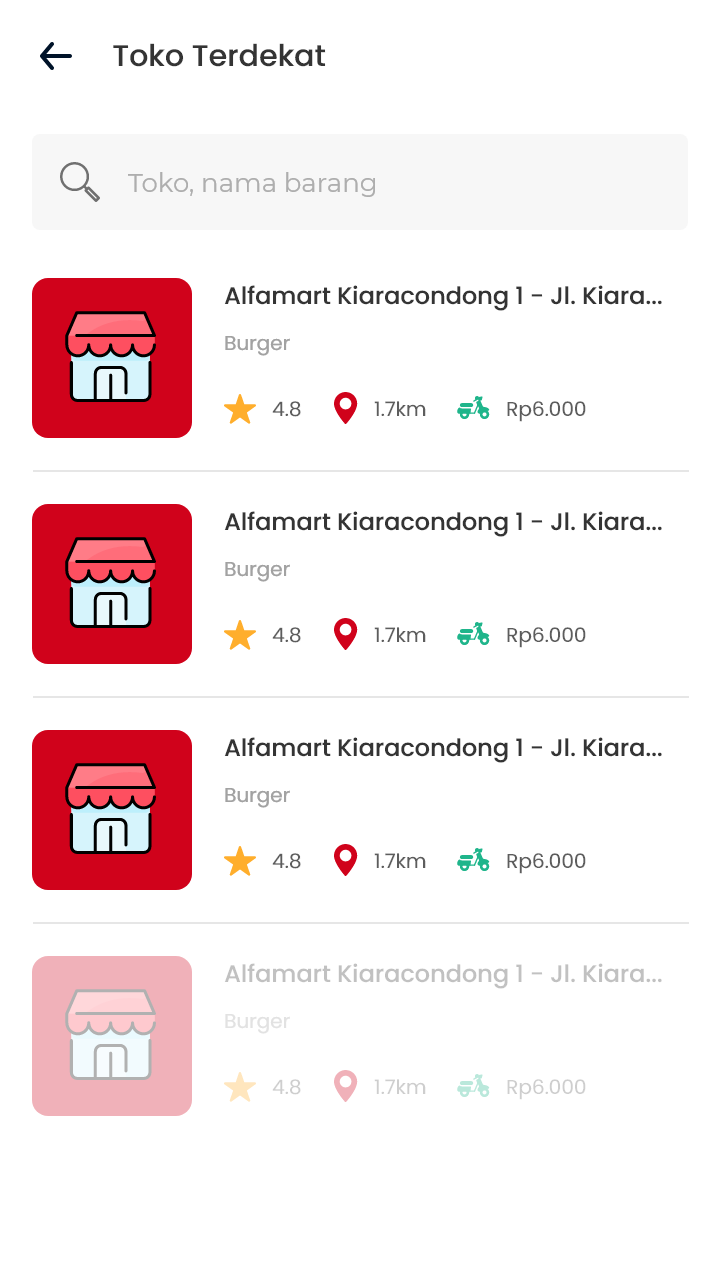 Toko Terdekat
Toko, nama barang
Alfamart Kiaracondong 1 - Jl. Kiara...
Burger
4.8 1.7km Rp6.000
Alfamart Kiaracondong 1 - Jl. Kiara...
Burger
4.8 1.7km Rp6.000
Alfamart Kiaracondong 1 - Jl. Kiara...
Burger
4.8 1.7km Rp6.000
Alfamart Kiaracondong 1 - Jl. Kiara...
Burger
4.8 1.7km Rp6.000